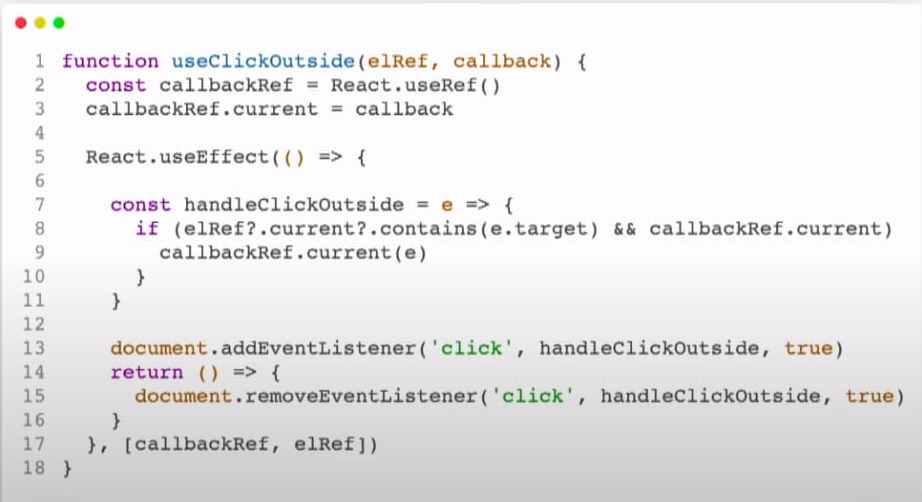 1 function useClickOutside(elRef, callback) {
2 const callbackRef = React.useRef()
3 callbackRef.current = callback
4
5 React.useEffect(() => {
6
7 const handleClickOutside = e => {
8 if (elRef?.current?.contains(e.target) && callbackRef.current)
9 callbackRef.current(e)
10 }
11 }
12
13 document.addEventListener('click', handleClickOutside, true)
14 return () => {
15 document.removeEventListener('click', handleClickOutside, true)
16 }
17 }, [callbackRef, elRef])
18 }